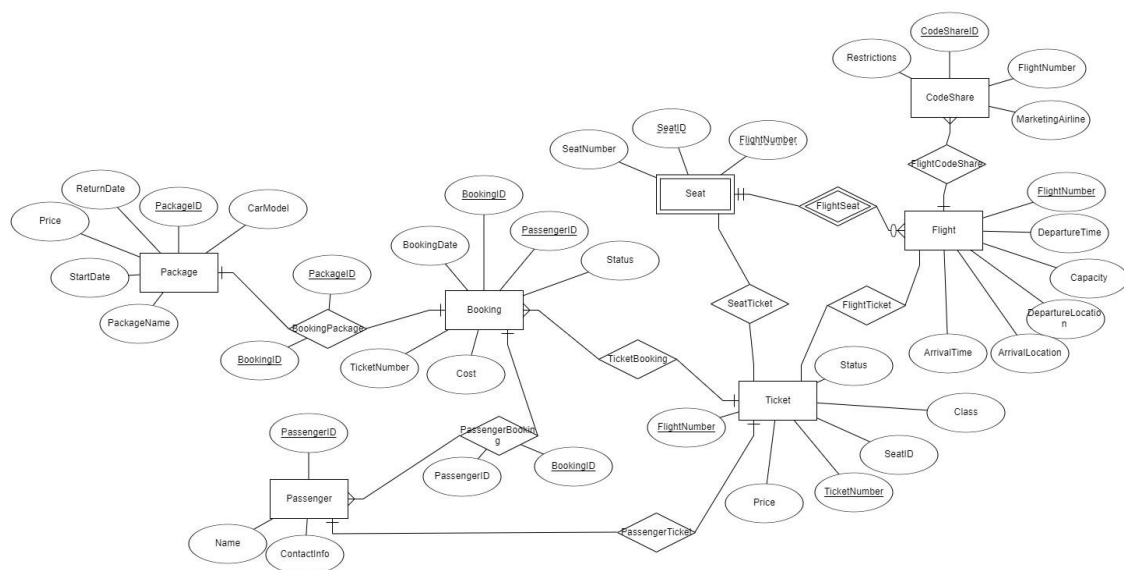 CodeShareID
Restrictions
FlightNumber
CodeShare
MarketingAirline
SeatID
FlightNumber
SeatNumber
FlightCodeShare
Seat
FlightSeat
FlightNumber
DepartureTime
Flight
Capacity
DepartureLocatio
n
ArrivalTime
ArrivalLocation
ReturnDate
PackageID
CarModel
Price
Package
StartDate
PackageName
PackageID
BookingPackage
BookingID
BookingID
BookingDate
PassengerID
Status
Booking
TicketNumber
Cost
SeatTicket
FlightTicket
TicketBooking
Status
Ticket
Class
FlightNumber
SeatID
Price
TicketNumber
PassengerID
PassengerBookin
g
PassengerID
BookingID
Passenger
Name
ContactInfo
PassengerTicket